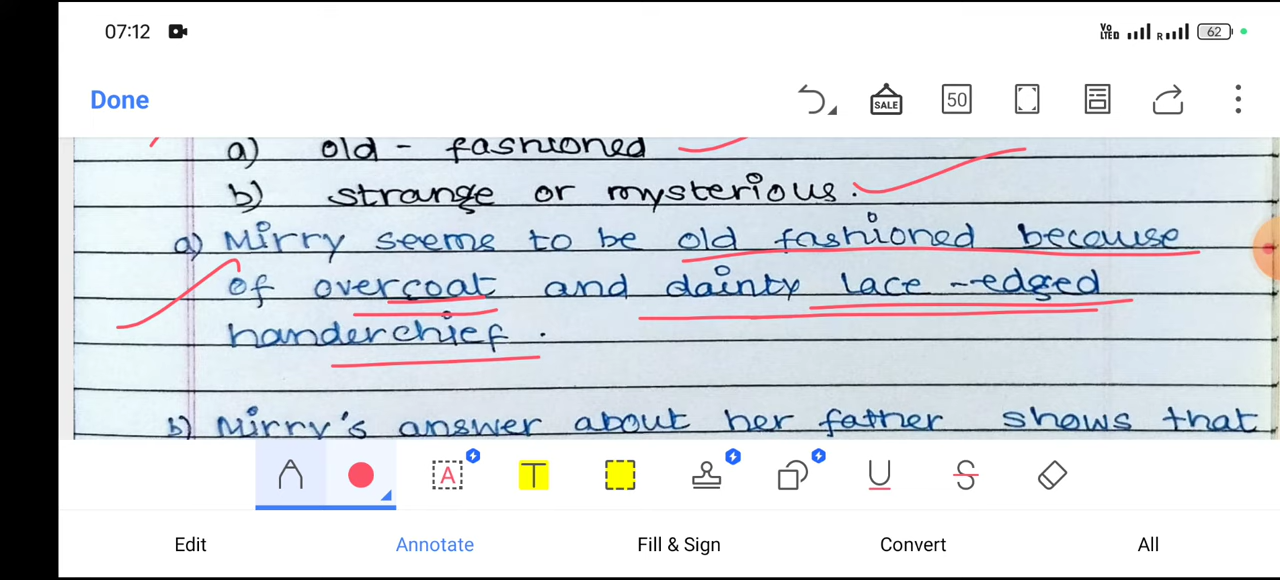 07:12 Vo LTED R 62
Done SALE 50
a) old - fashioned
b) strange or mysterious.
a) Mirry seems to be old fashioned because
of overcoat and dainty lace -edged
handerchief.
b) Mirry's answer about her father shows that
A T U S
Edit Annotate Fill & Sign Convert All